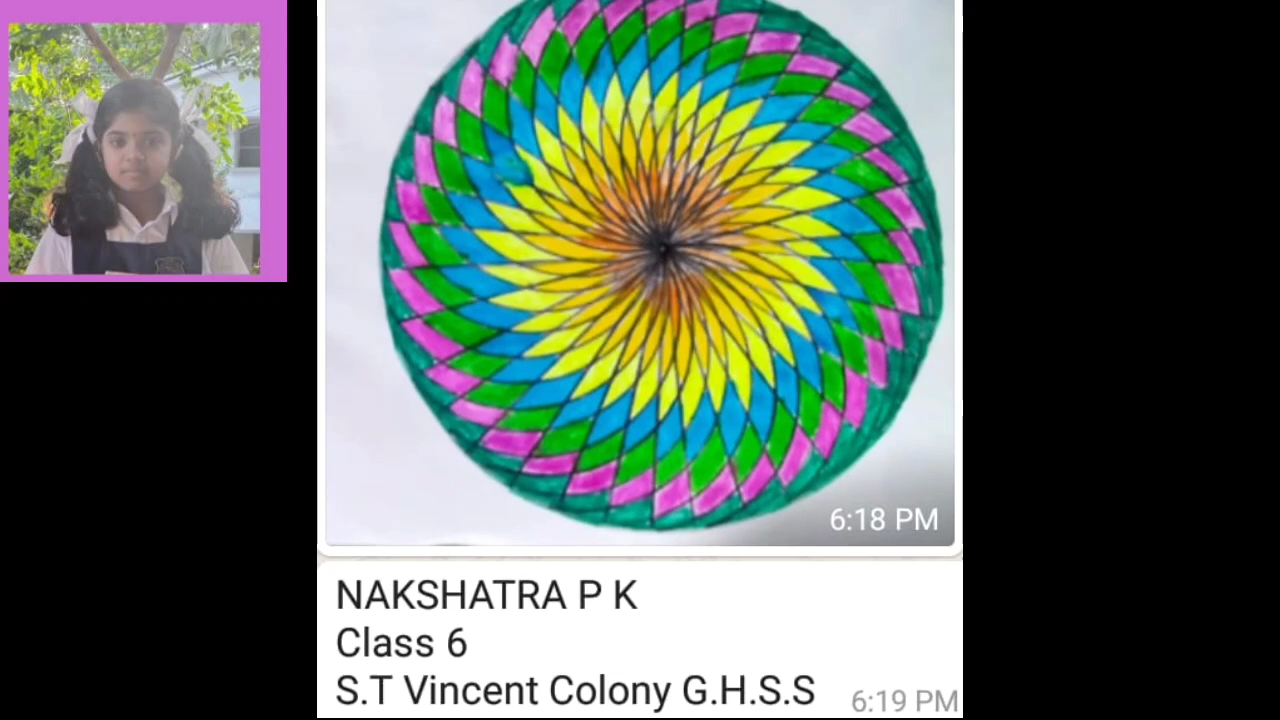 6:18 PM
NAKSHATRA P K
Class 6
S.T Vincent Colony G.H.S.S
6:19 PM